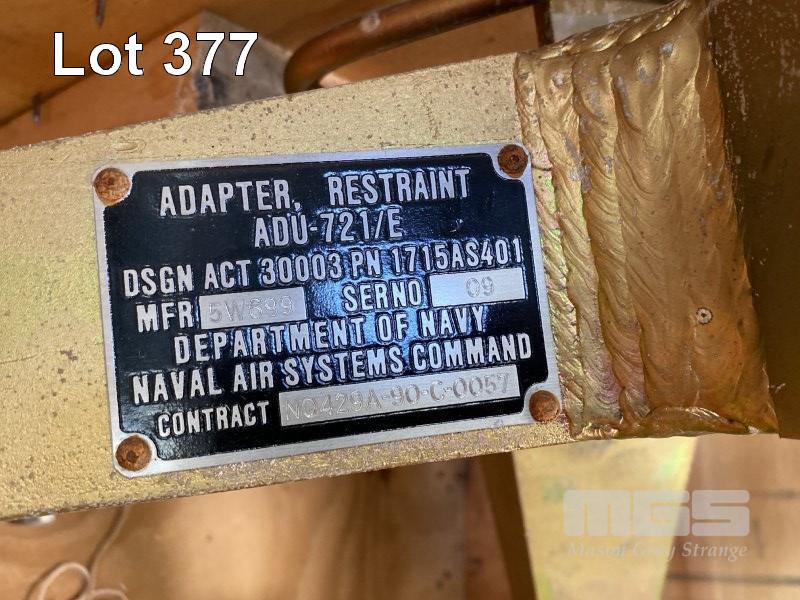 Lot 377
ADAPTER, RESTRAINT
ADU-721/E
DSGN ACT 30003 PN 1715AS401
MFR 5W699 SERNO 09
DEPARTMENT OF NAVY
NAVAL AIR SYSTEMS COMMAND
CONTRACT NO429A-90-C-0057
MGS
Mason Gray Strange